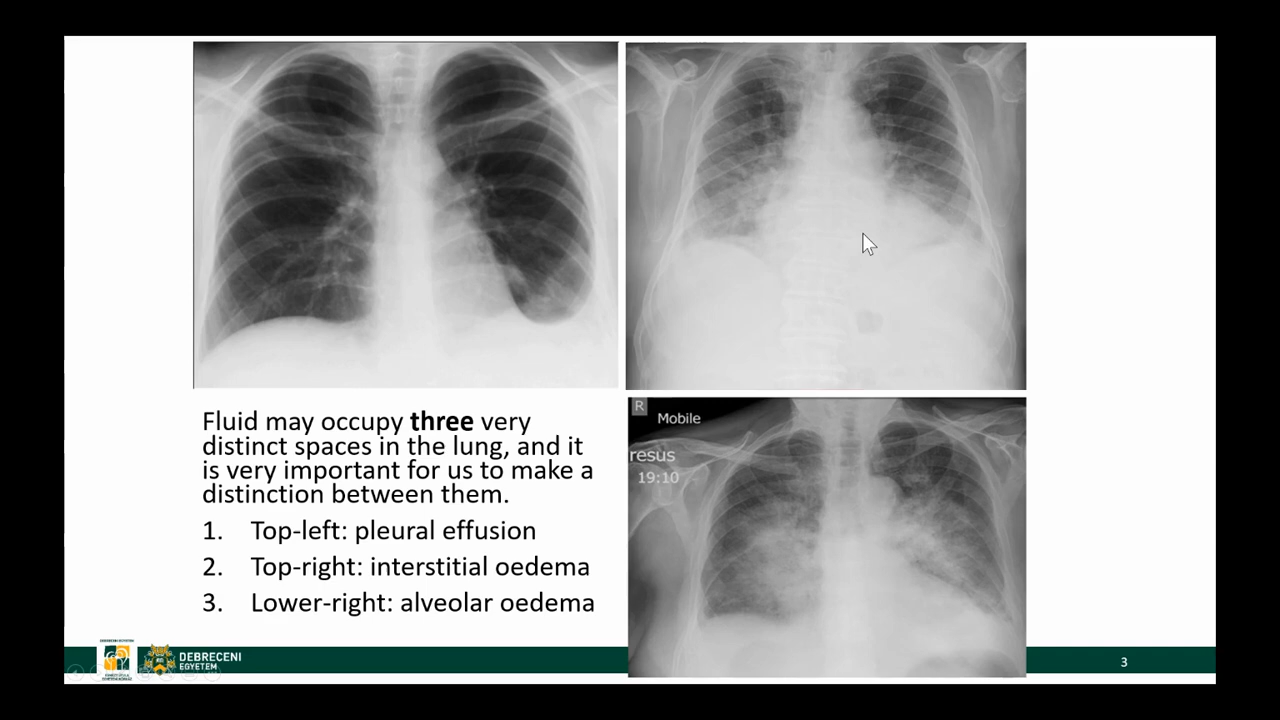 R
Mobile
resus
19:10
Fluid may occupy three very
distinct spaces in the lung, and it
is very important for us to make a
distinction between them.
1. Top-left: pleural effusion
2. Top-right: interstitial oedema
3. Lower-right: alveolar oedema
DEBRECENI
EGYETEM
3